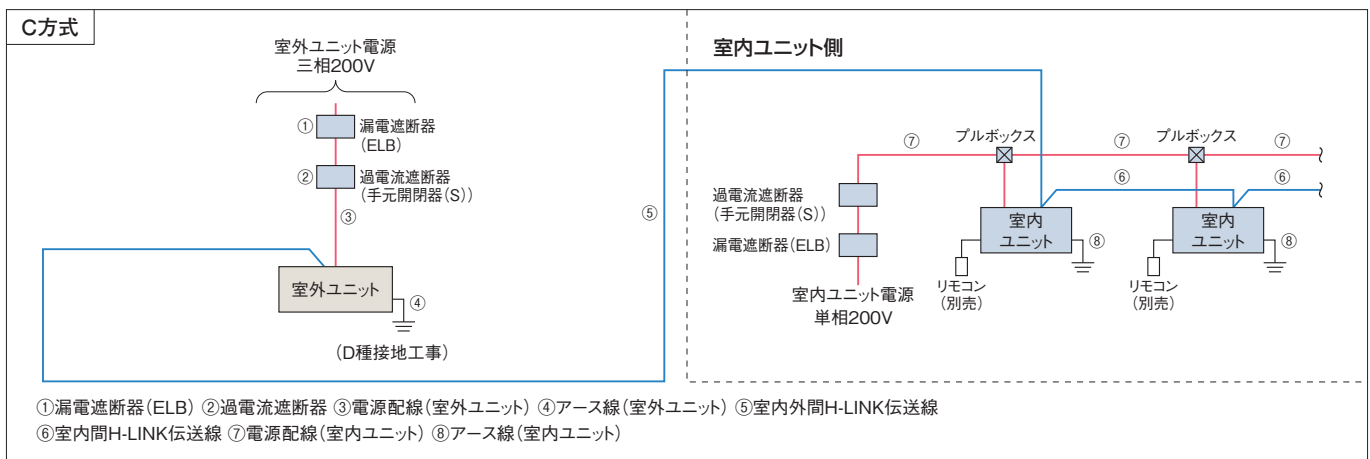 C方式
室外ユニット電源
三相200V
①
漏電遮断器
(ELB)
②
過電流遮断器
(手元開閉器(S))
③
室外ユニット
④
(D種接地工事)
⑤
室内ユニット側
⑦
プルボックス
⑦
プルボックス
⑦
過電流遮断器
(手元開閉器(S))
漏電遮断器(ELB)
室内ユニット電源
単相200V
⑥
⑥
室内
ユニット
⑧
リモコン
(別売)
室内
ユニット
⑧
リモコン
(別売)
①漏電遮断器(ELB) ②過電流遮断器 ③電源配線(室外ユニット) ④アース線(室外ユニット) ⑤室内外間H-LINK伝送線
⑥室内間H-LINK伝送線 ⑦電源配線(室内ユニット) ⑧アース線(室内ユニット)